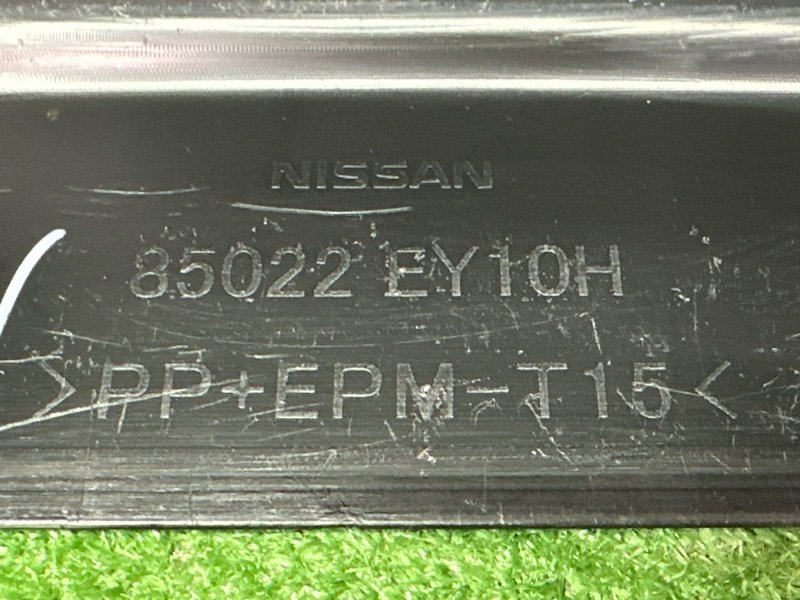 NISSAN
85022 EY10H
>PP+EPM-T15<